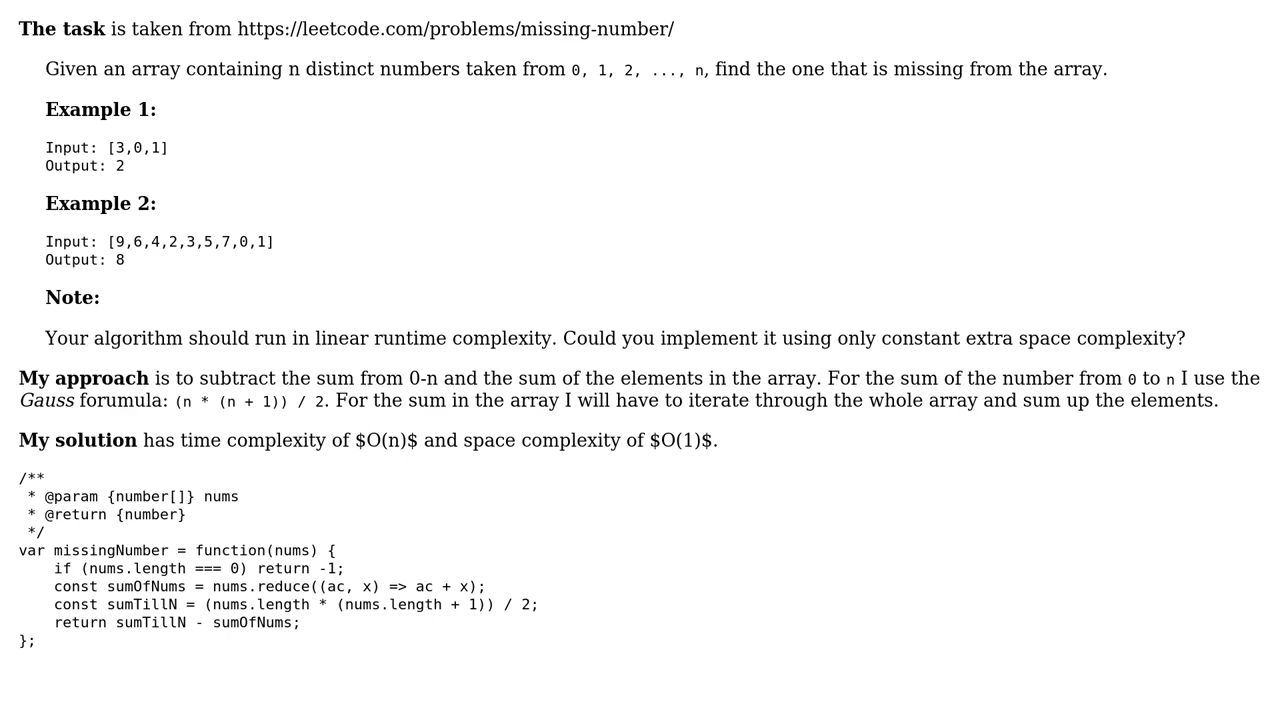 The task is taken from https://leetcode.com/problems/missing-number/
Given an array containing n distinct numbers taken from 0, 1, 2, ..., n, find the one that is missing from the array.
Example 1:
Input: [3,0,1]
Output: 2
Example 2:
Input: [9,6,4,2,3,5,7,0,1]
Output: 8
Note:
Your algorithm should run in linear runtime complexity. Could you implement it using only constant extra space complexity?
My approach is to subtract the sum from 0-n and the sum of the elements in the array. For the sum of the number from 0 to n I use the
Gauss forumula: (n * (n + 1)) / 2. For the sum in the array I will have to iterate through the whole array and sum up the elements.
My solution has time complexity of $O(n)$ and space complexity of $O(1)$.
/**
 * @param {number[]} nums
 * @return {number}
 */
var missingNumber = function(nums) {
    if (nums.length === 0) return -1;
    const sumOfNums = nums.reduce((ac, x) => ac + x);
    const sumTillN = (nums.length * (nums.length + 1)) / 2;
    return sumTillN - sumOfNums;
};